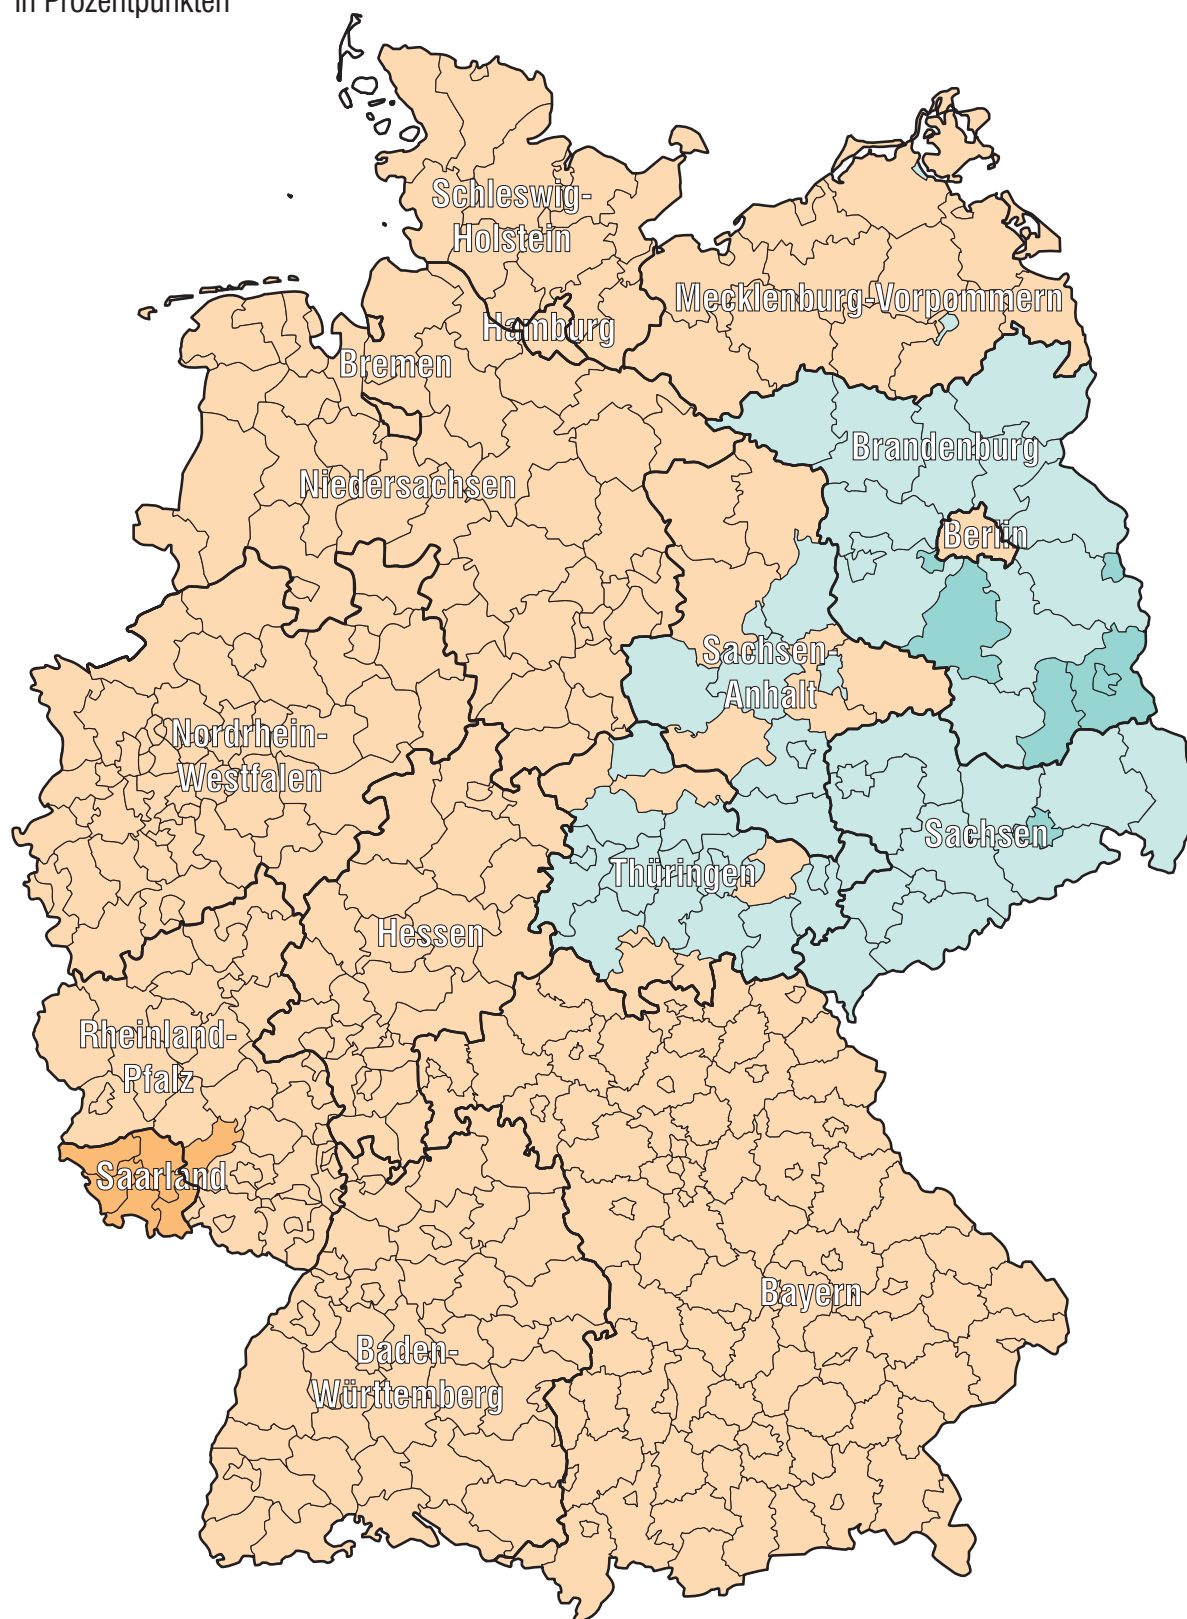 in Prozentpunkten
Schleswig-
Holstein
Mecklenburg-Vorpommern
Hamburg
Bremen
Brandenburg
Niedersachsen
Berlin
Sachsen-
Anhalt
Nordrhein-
Westfalen
Sachsen
Thüringen
Hessen
Rheinland-
Pfalz
Saarland
Bayern
Baden-
Württemberg